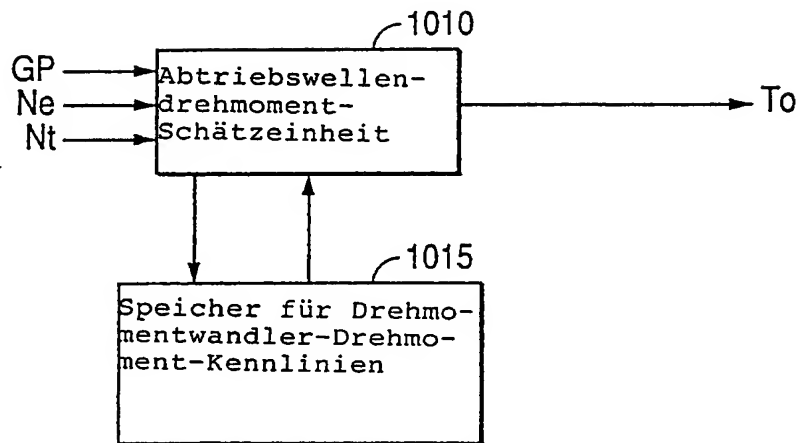 1010
GP
Ne
Nt
Abtriebswellen-
drehmoment-
Schätzeinheit
To
1015
Speicher für Drehmo-
mentwandler-Drehmo-
ment-Kennlinien